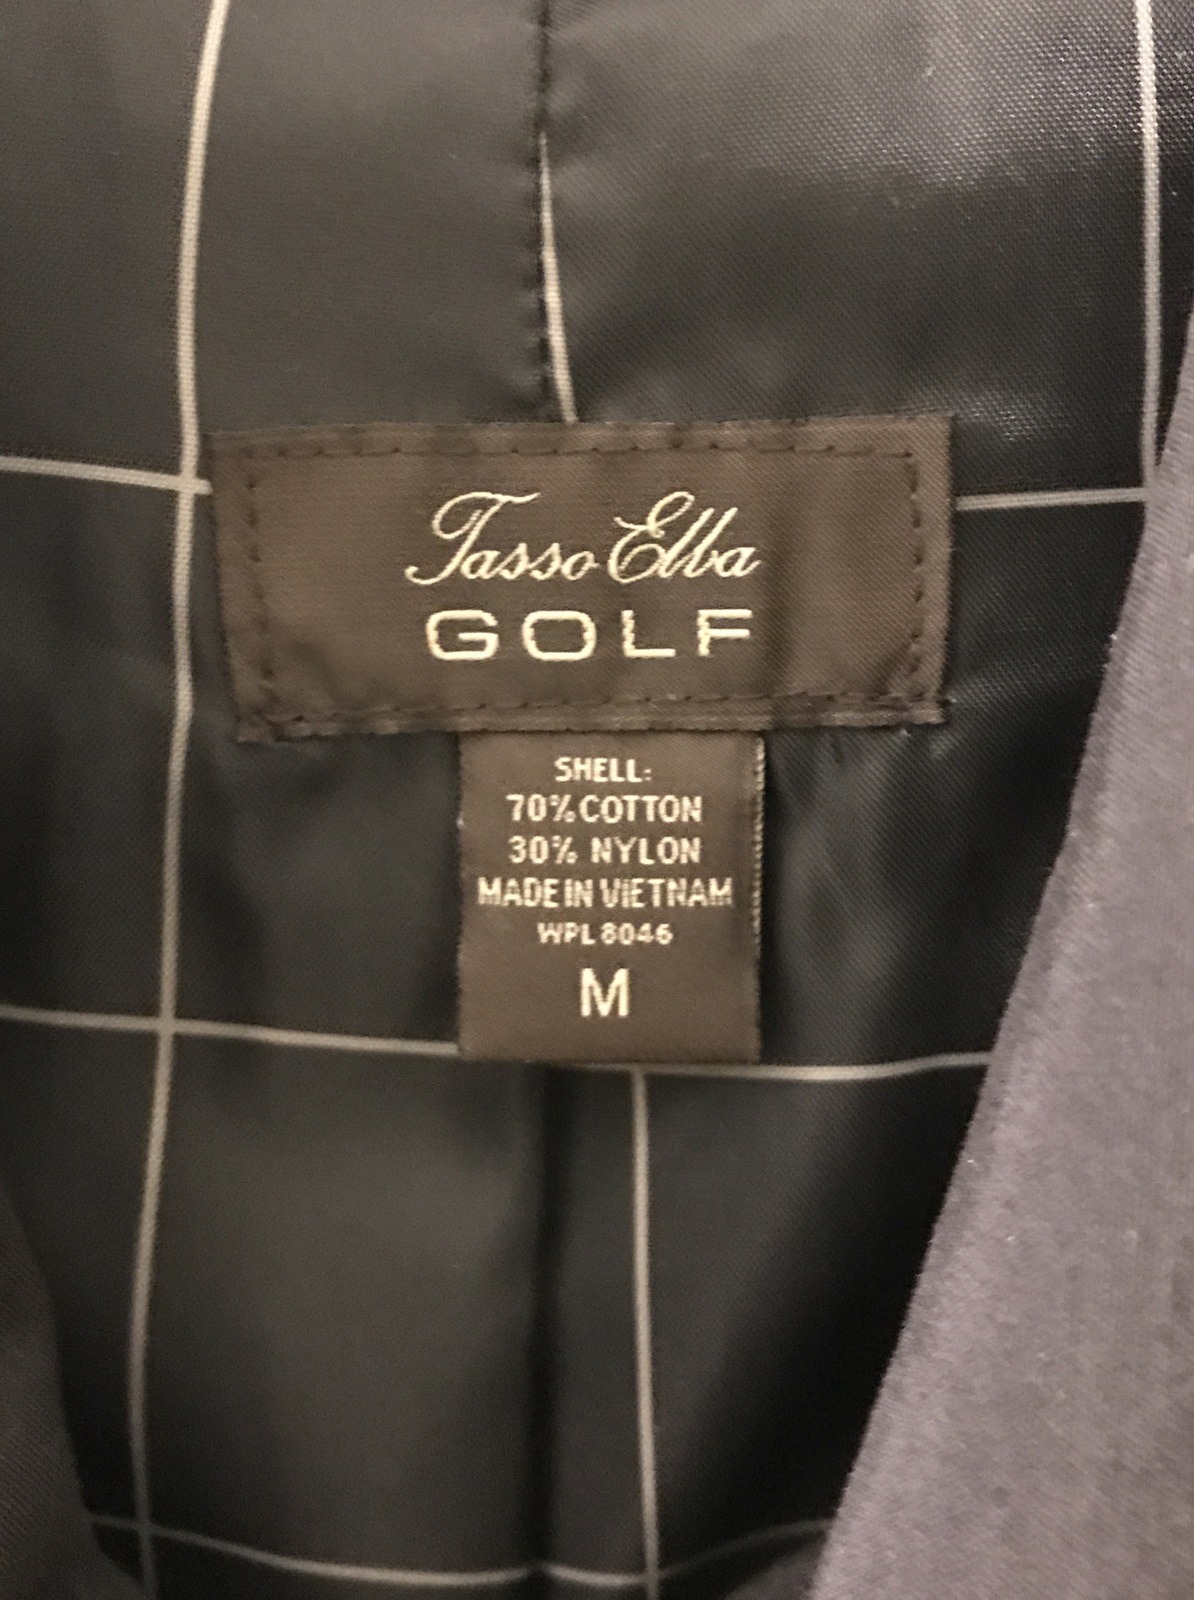 Tasso Elba
GOLF
SHELL:
70% COTTON
30% NYLON
MADE IN VIETNAM
WPL 8046
M